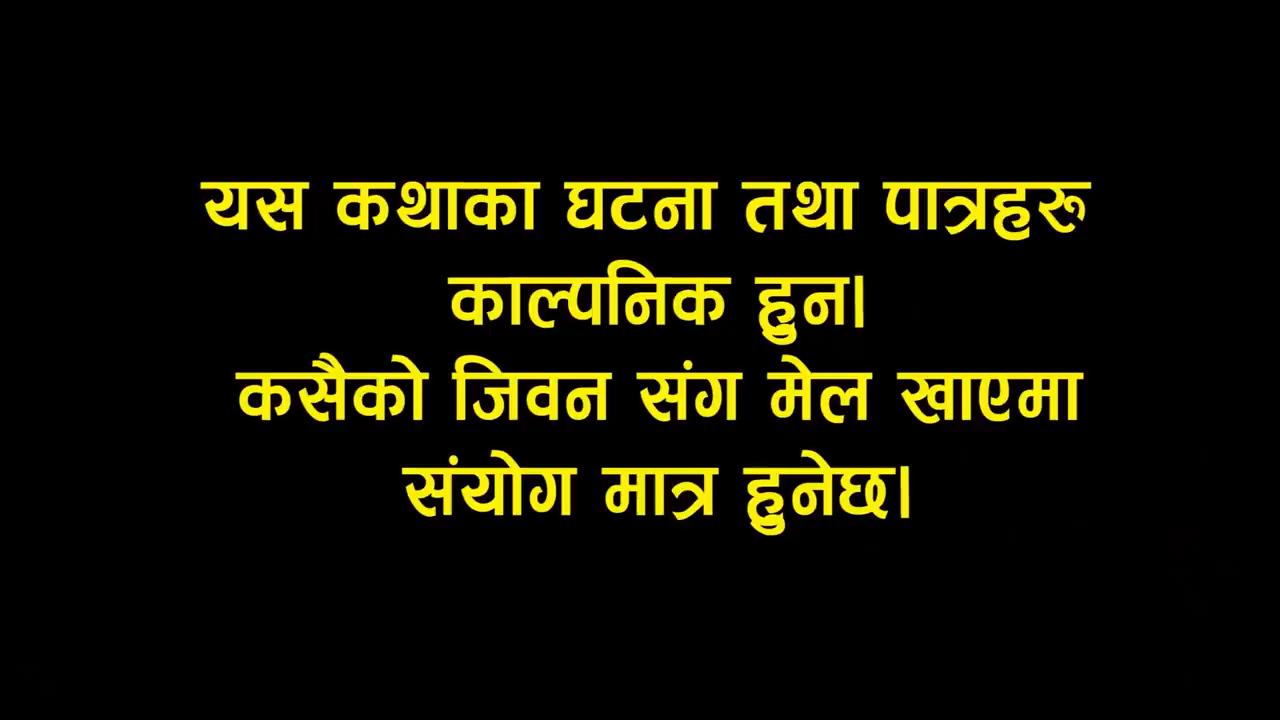 यस कथाका घटना तथा पात्रहरु
काल्पनिक हुन।
कसैको जिवन संग मेल खाएमा
संयोग मात्र हुनेछ।